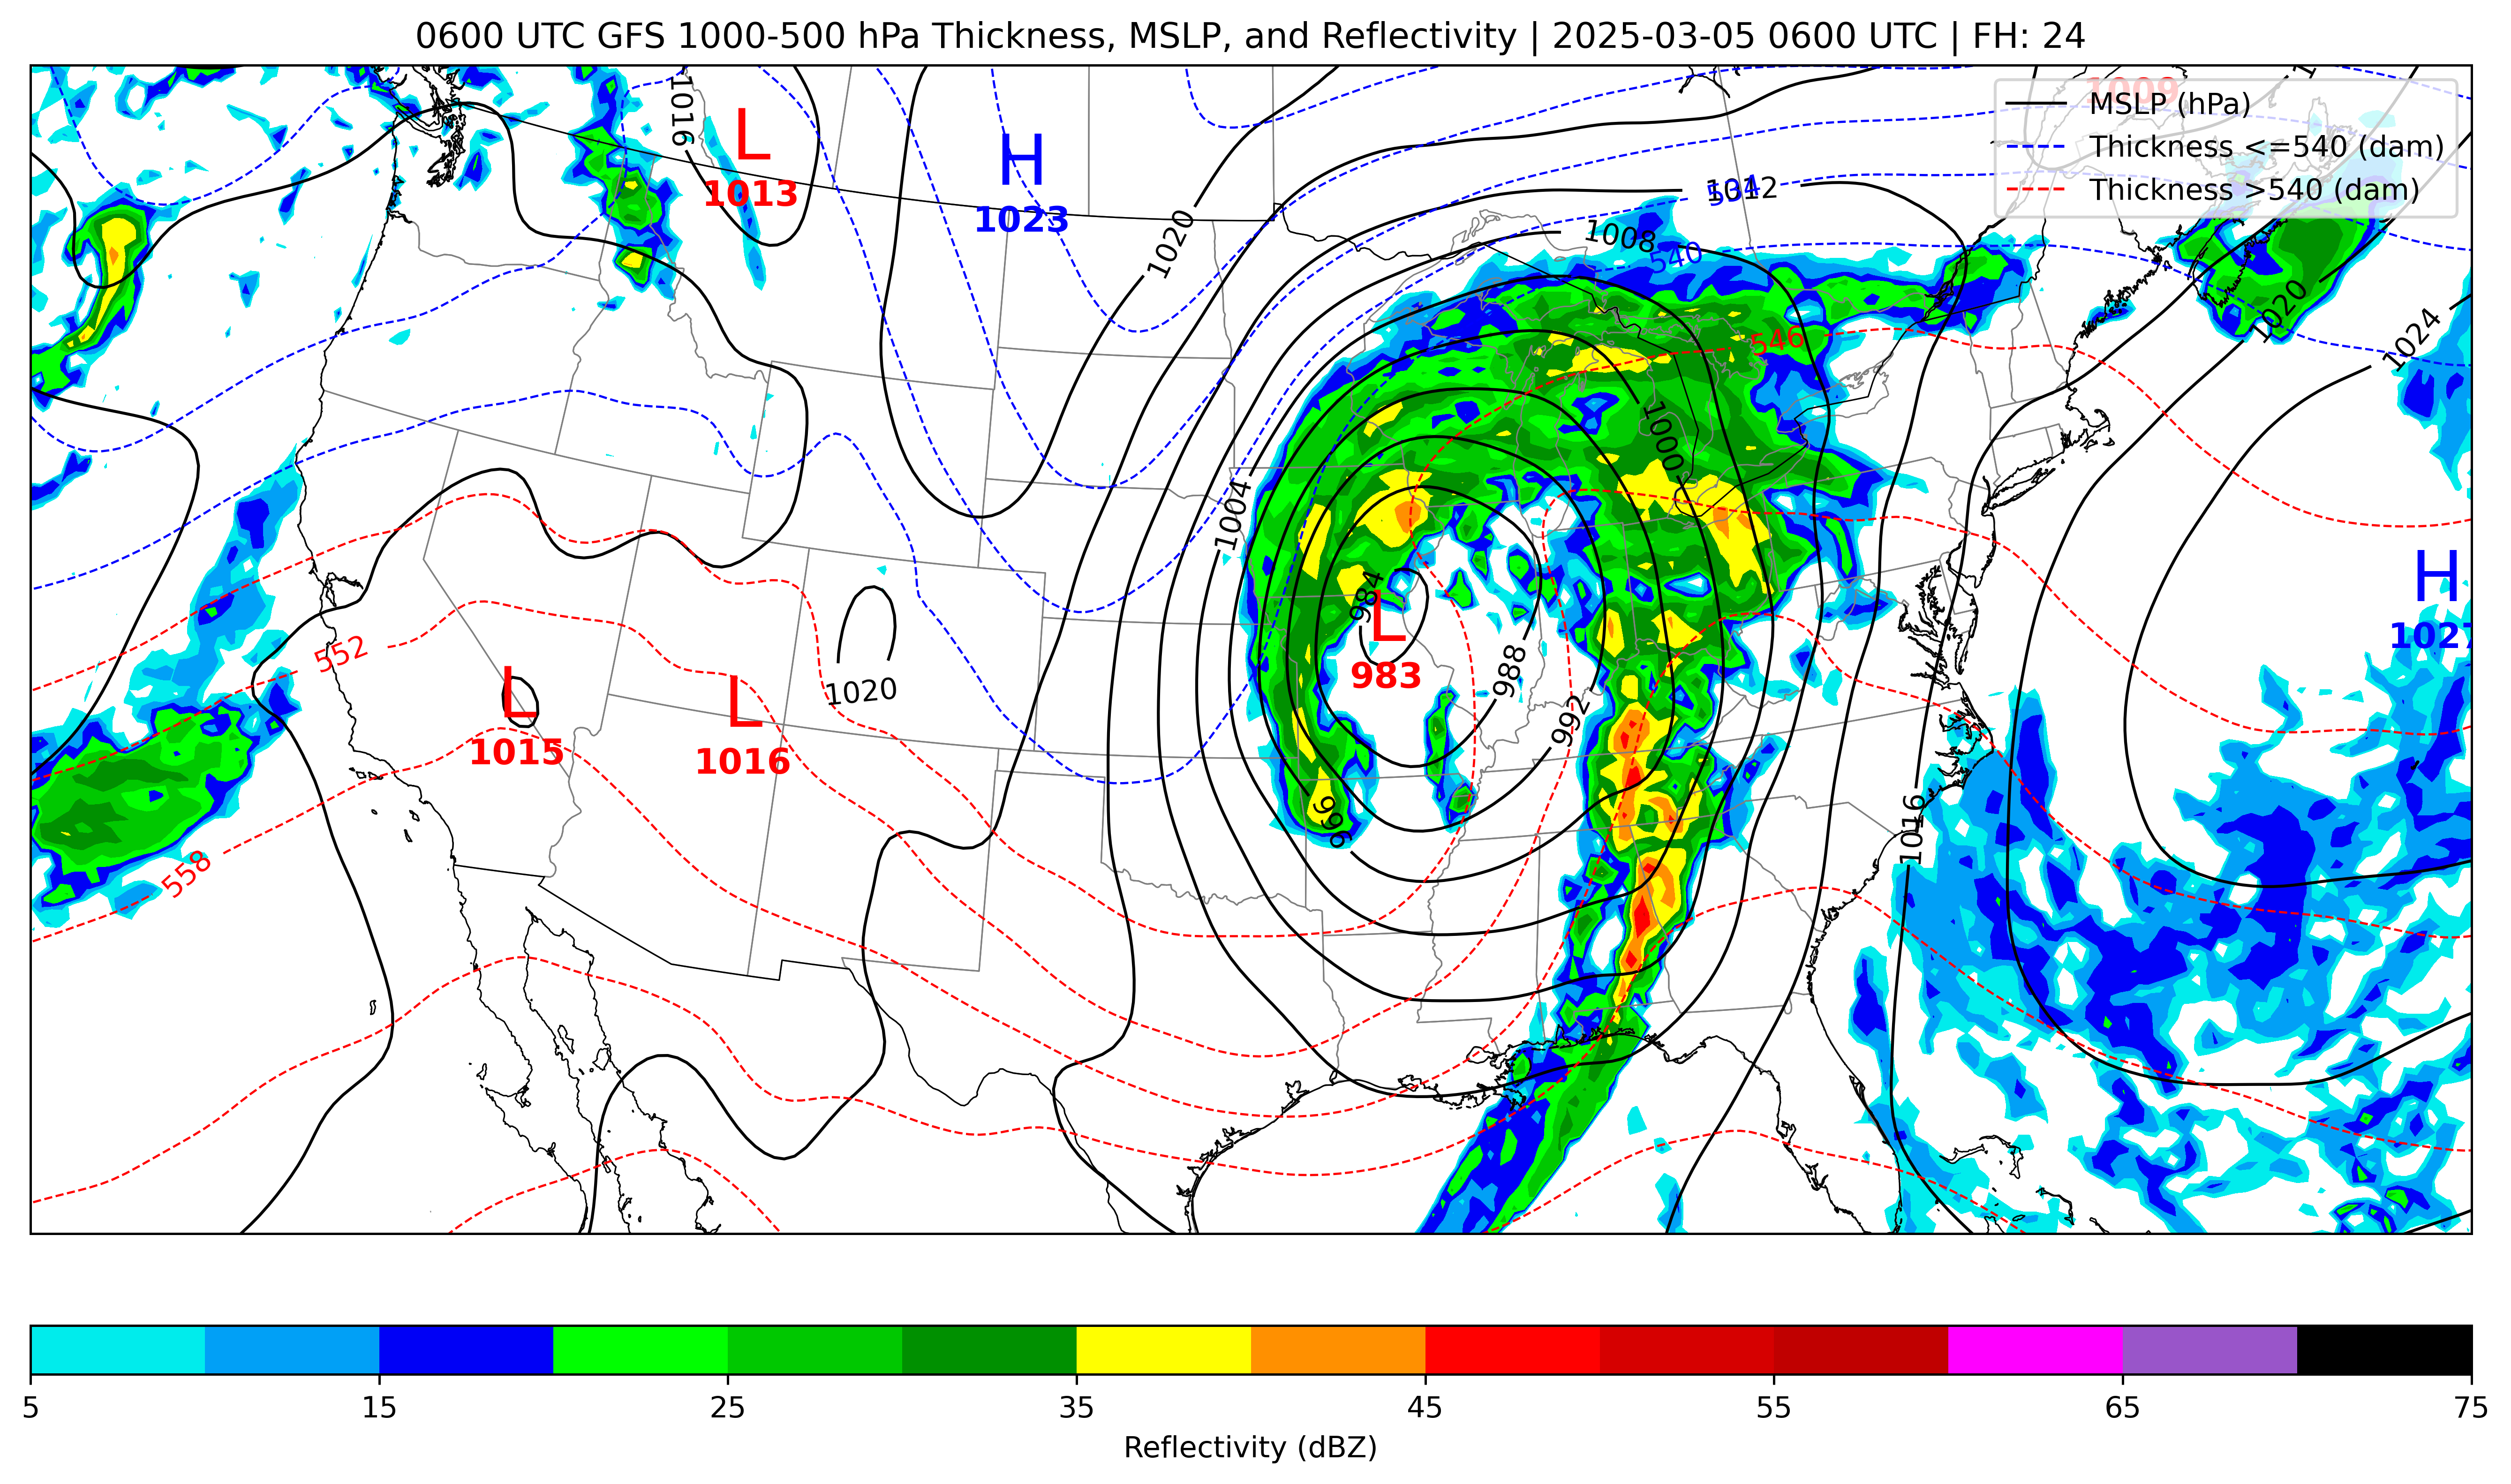 0600 UTC GFS 1000-500 hPa Thickness, MSLP, and Reflectivity | 2025-03-05 0600 UTC | FH: 24
1009
MSLP (hPa)
Thickness <=540 (dam)
Thickness >540 (dam)
1016
L
1013
H
1023
1020
1012
534
1008
540
546
1020
1024
1000
1004
984
L
983
988
992
996
H
1027
552
558
L
1015
L
1016
1020
1016
5 15 25 35 45 55 65 75
Reflectivity (dBZ)